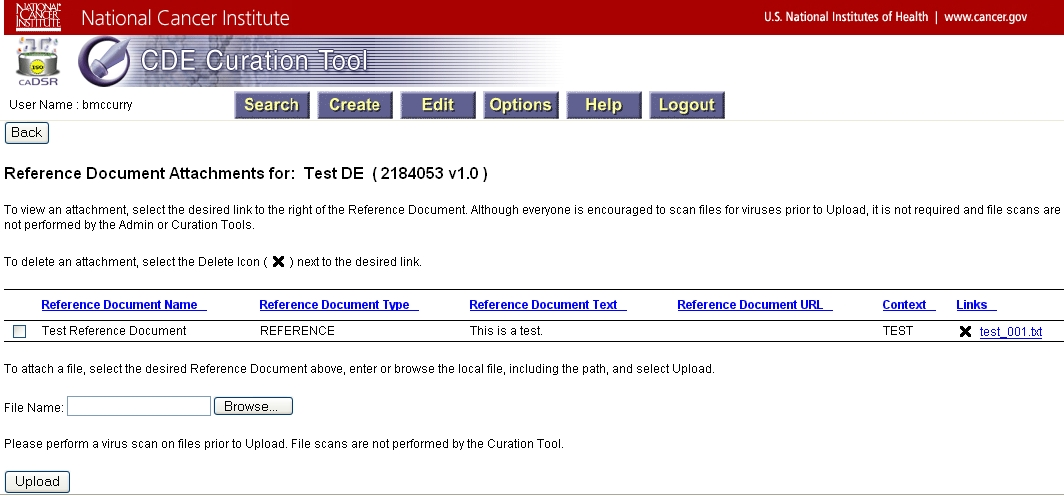 NATIONAL CANCER INSTITUTE National Cancer Institute U.S. National Institutes of Health | www.cancer.gov
ISO caDSR CDE Curation Tool
User Name : bmccurry Search Create Edit Options Help Logout
Back
Reference Document Attachments for: Test DE ( 2184053 v1.0 )
To view an attachment, select the desired link to the right of the Reference Document. Although everyone is encouraged to scan files for viruses prior to Upload, it is not required and file scans are
not performed by the Admin or Curation Tools.
To delete an attachment, select the Delete Icon ( ✖ ) next to the desired link.
Reference Document Name Reference Document Type Reference Document Text Reference Document URL Context Links
Test Reference Document REFERENCE This is a test. TEST ✖ test_001.txt
To attach a file, select the desired Reference Document above, enter or browse the local file, including the path, and select Upload.
File Name: Browse...
Please perform a virus scan on files prior to Upload. File scans are not performed by the Curation Tool.
Upload